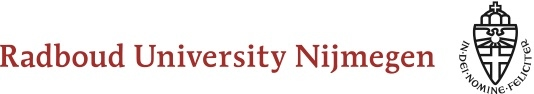 Radboud University Nijmegen
IN·DEI·NOMINE·FELICITER